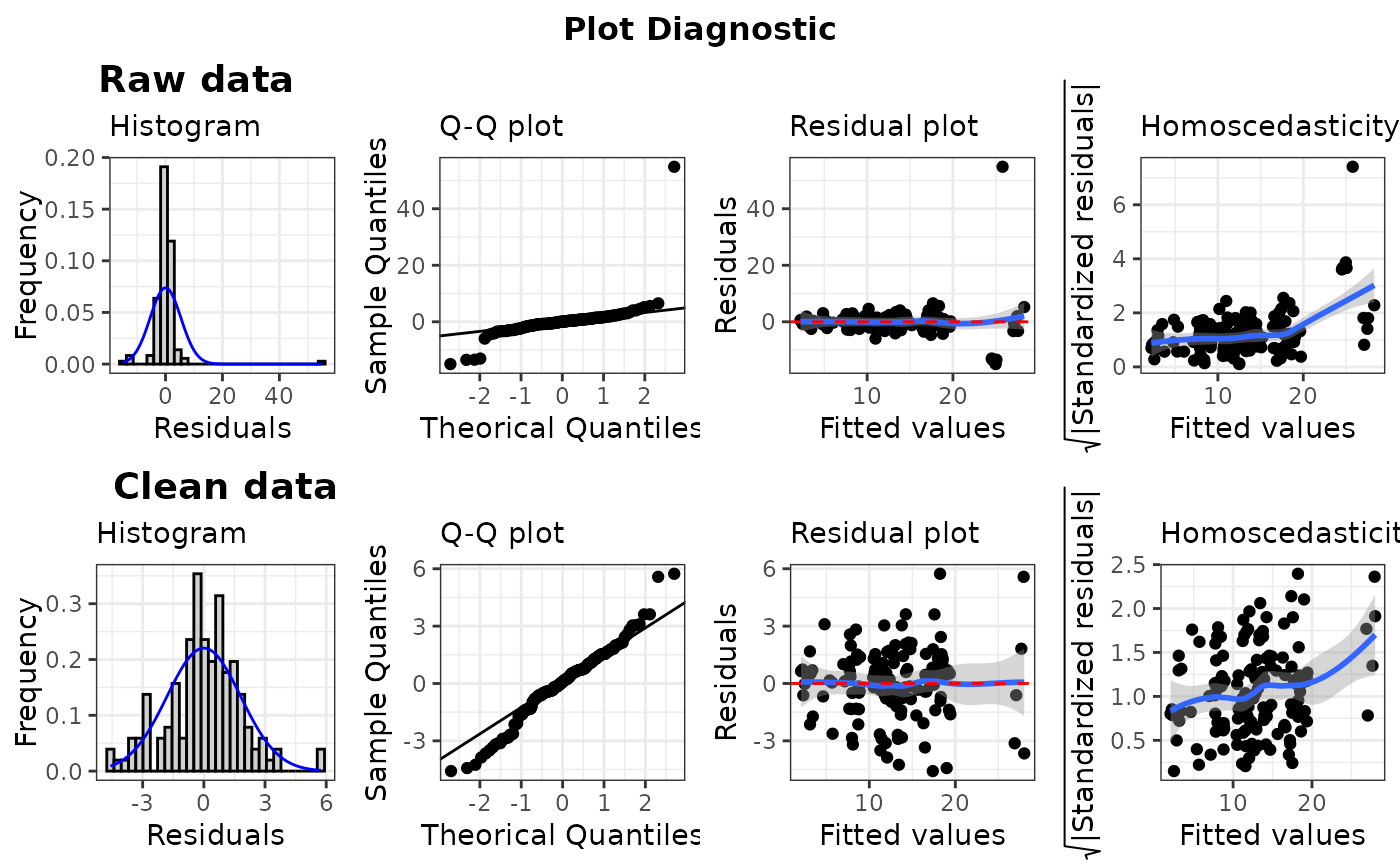 Plot Diagnostic
Raw data
Histogram
Frequency
0.20
0.15
0.10
0.05
0.00
0 20 40
Residuals
Q-Q plot
Sample Quantiles
40
20
0
-2 -1 0 1 2
Theorical Quantiles
Residual plot
Residuals
40
20
0
10 20
Fitted values
Homoscedasticity
√|Standardized residuals|
6
4
2
0
10 20
Fitted values
Clean data
Histogram
Frequency
0.3
0.2
0.1
0.0
-3 0 3 6
Residuals
Q-Q plot
Sample Quantiles
6
3
0
-3
-2 -1 0 1 2
Theorical Quantiles
Residual plot
Residuals
6
3
0
-3
10 20
Fitted values
Homoscedasticit
√|Standardized residuals|
2.5
2.0
1.5
1.0
0.5
10 20
Fitted values